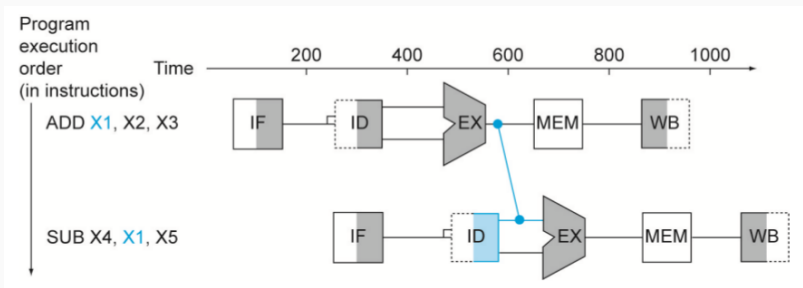 Program
execution
order
(in instructions)
Time
200 400 600 800 1000
ADD X1, X2, X3
IF ID EX MEM WB
SUB X4, X1, X5
IF ID EX MEM WB